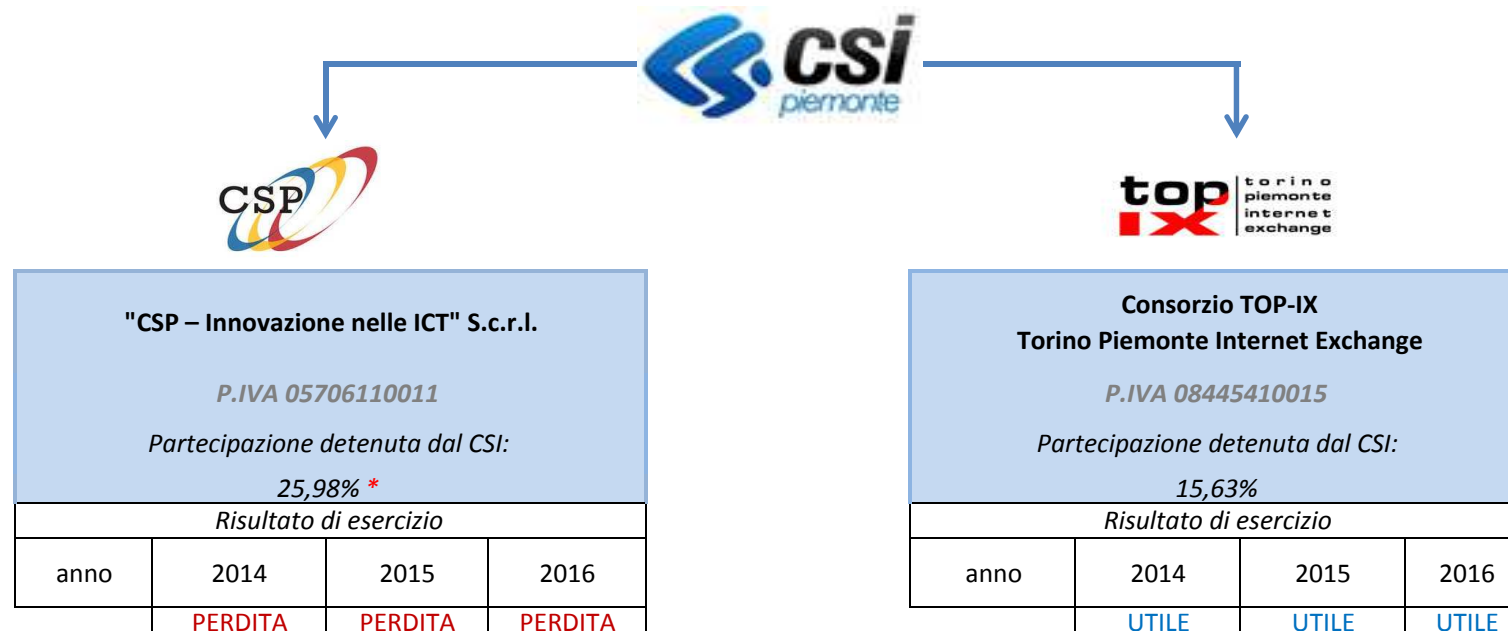 csi
piemonte
CSP
top ix
torino
piemonte
internet
exchange
"CSP – Innovazione nelle ICT" S.c.r.l.
P.IVA 05706110011
Partecipazione detenuta dal CSI:
25,98% *
Risultato di esercizio
anno 2014 2015 2016
PERDITA PERDITA PERDITA
Consorzio TOP-IX
Torino Piemonte Internet Exchange
P.IVA 08445410015
Partecipazione detenuta dal CSI:
15,63%
Risultato di esercizio
anno 2014 2015 2016
UTILE UTILE UTILE